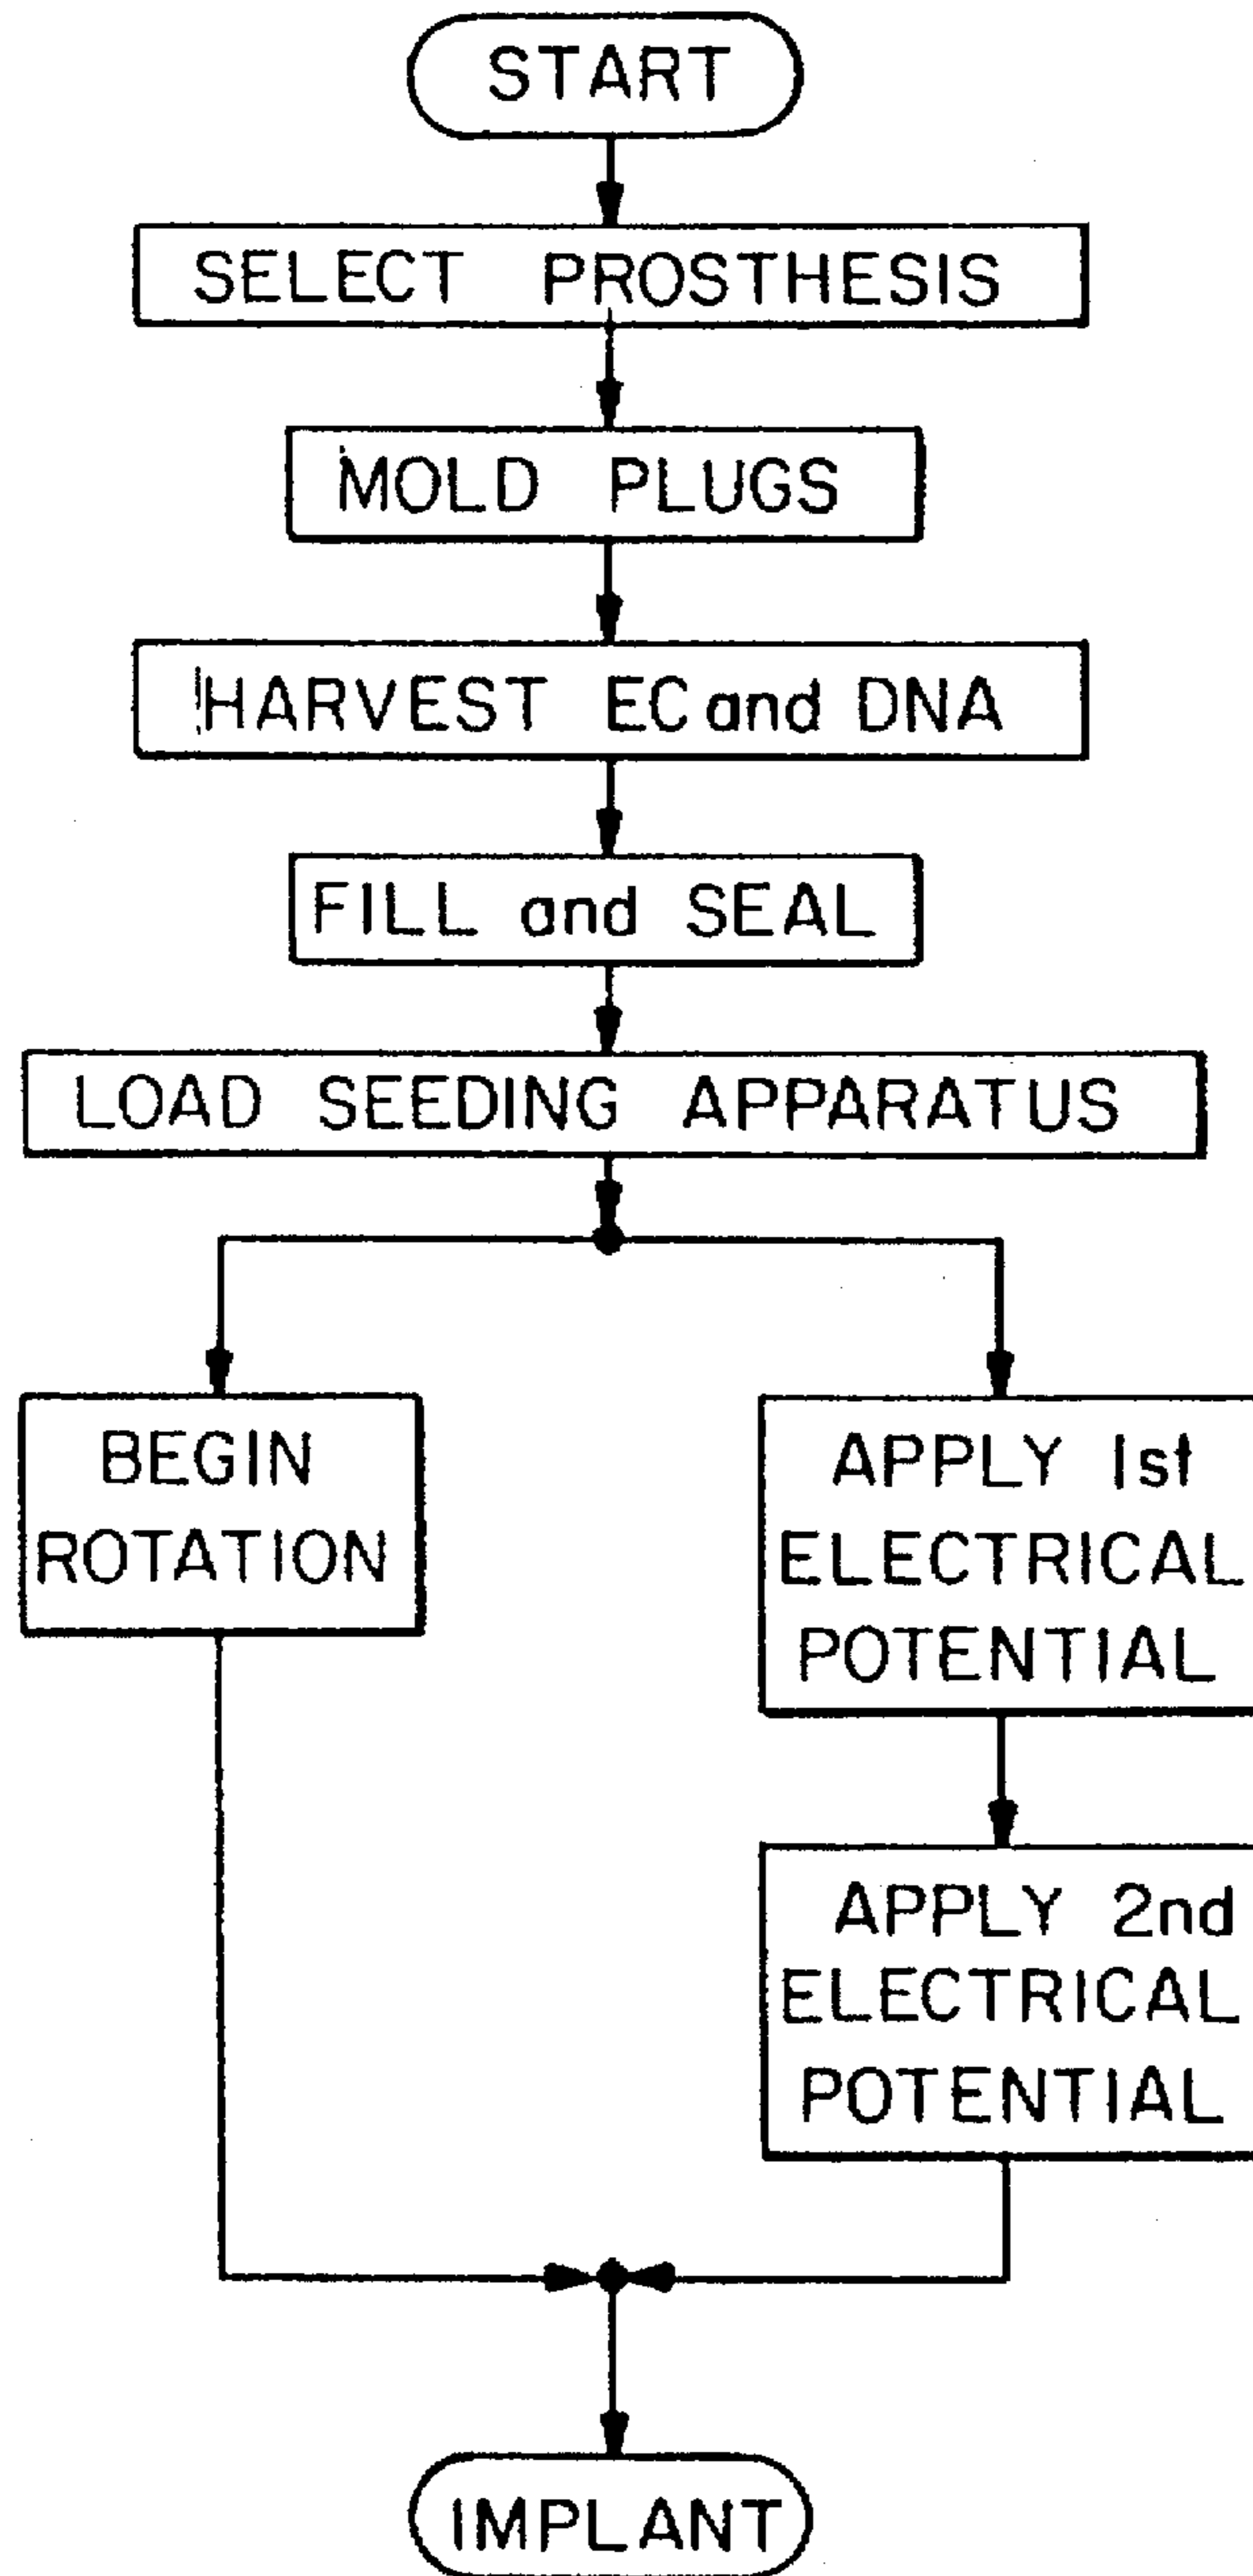 START
SELECT PROSTHESIS
MOLD PLUGS
HARVEST EC and DNA
FILL and SEAL
LOAD SEEDING APPARATUS
BEGIN
ROTATION
APPLY 1st
ELECTRICAL
POTENTIAL
APPLY 2nd
ELECTRICAL
POTENTIAL
IMPLANT